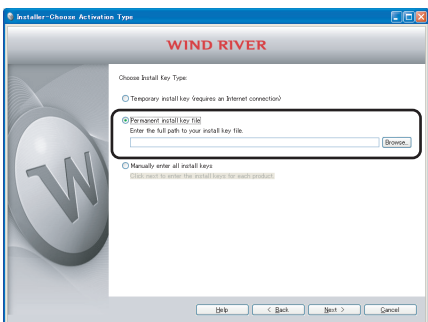 Installer-Choose Activation Type
WIND RIVER
Choose Install Key Type:
Temporary install key (requires an Internet connection)
Permanent install key file
Enter the full path to your install key file.
Browse...
Manually enter all install keys
Click next to enter the install keys for each product.
W
Help
< Back
Next >
Cancel